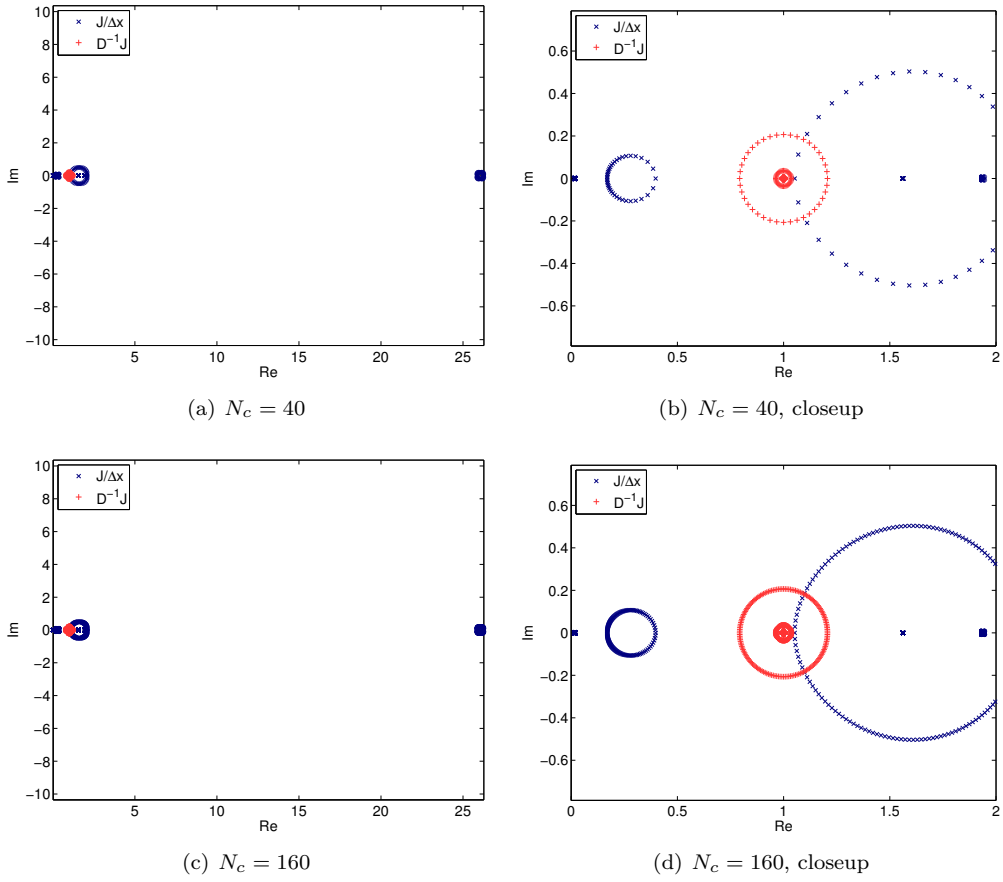 10
8
6
4
2
0
−2
−4
−6
−8
−10
Im
5 10 15 20 25
Re
× J/Δx
+ D⁻¹J
(a) N_c = 40
0.6
0.4
0.2
0
−0.2
−0.4
−0.6
Im
0 0.5 1 1.5 2
Re
× J/Δx
+ D⁻¹J
(b) N_c = 40, closeup
10
8
6
4
2
0
−2
−4
−6
−8
−10
Im
5 10 15 20 25
Re
× J/Δx
+ D⁻¹J
(c) N_c = 160
0.6
0.4
0.2
0
−0.2
−0.4
−0.6
Im
0 0.5 1 1.5 2
Re
× J/Δx
+ D⁻¹J
(d) N_c = 160, closeup